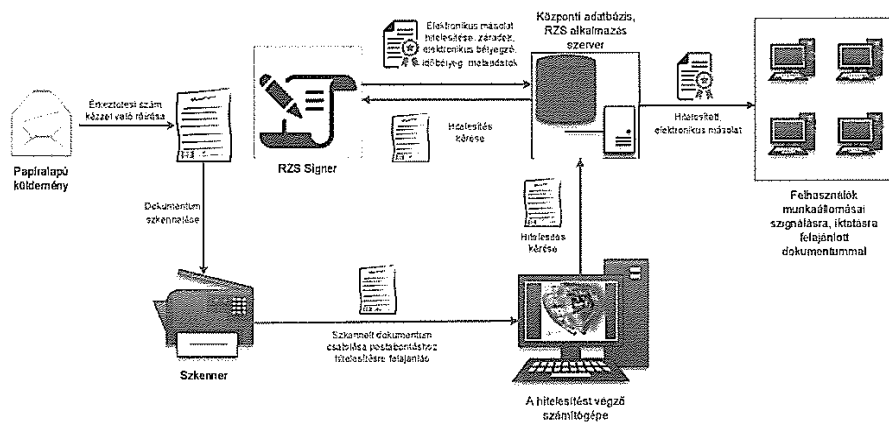 Papíralapú
küldemény
Érkeztetési szám
kézzel való ráírása
Dokumentum
szkennelése
Szkenner
RZS Signer
Elektronikus másolat
hitelesítése, záradék,
elektronikus bélyegző,
időbélyeg, metaadatok
Hitelesítés
kérése
Központi adatbázis,
RZS alkalmazás
szerver
Hitelesített,
elektronikus másolat
Felhasználók
munkaállomásai
szignálásra, iktatásra
felajánlott
dokumentummal
Hitelesítés
kérése
Szkennelt dokumentum
csatolása postabontáshoz
hitelesítésre felajánlás
A hitelesítést végző
számítógépe